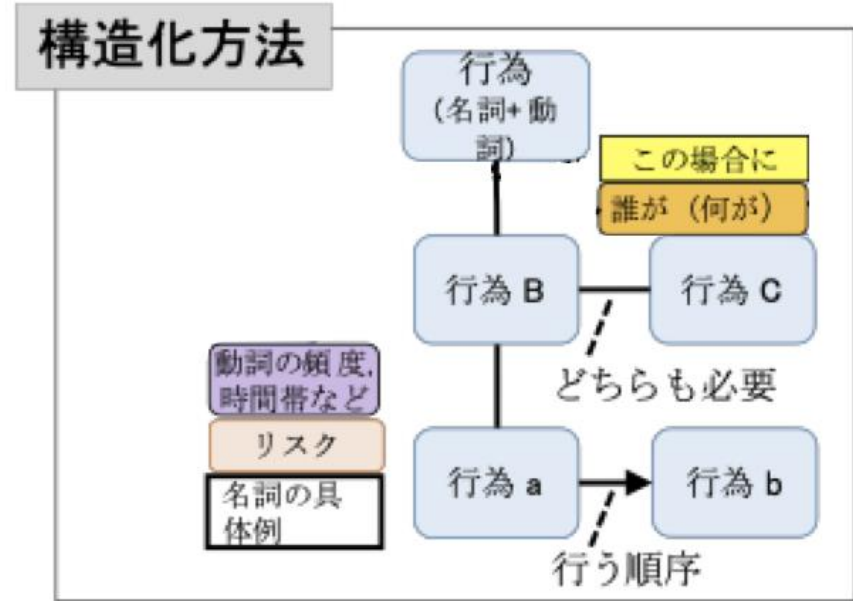 構造化方法
行為
(名詞+ 動
詞)
この場合に
誰が (何が)
行為 B
行為 C
どちらも必要
動詞の頻度,
時間帯など
リスク
名詞の具
体例
行為 a
行為 b
行う順序